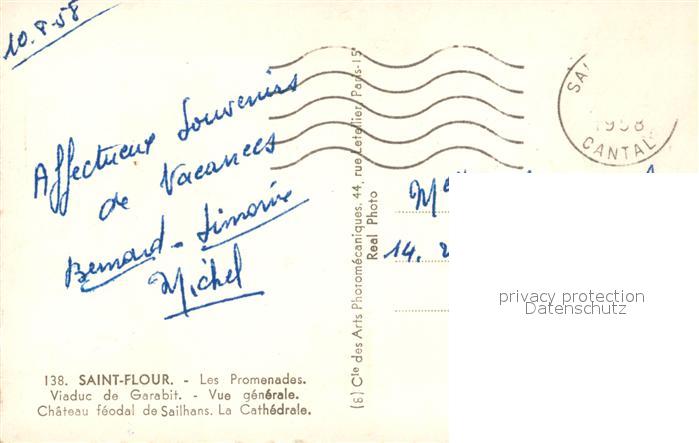 10.8.58
Affectueux Souvenirs
de Vacances
Bernard - Simone
Michel
138. SAINT-FLOUR. - Les Promenades.
Viaduc de Garabit. - Vue générale.
Château féodal de Sailhans. La Cathédrale.
(8) Cie des Arts Photomécaniques. 44, rue Letellier, Paris-15e
Real Photo
SA
1958
CANTAL
14. 2
privacy protection
Datenschutz